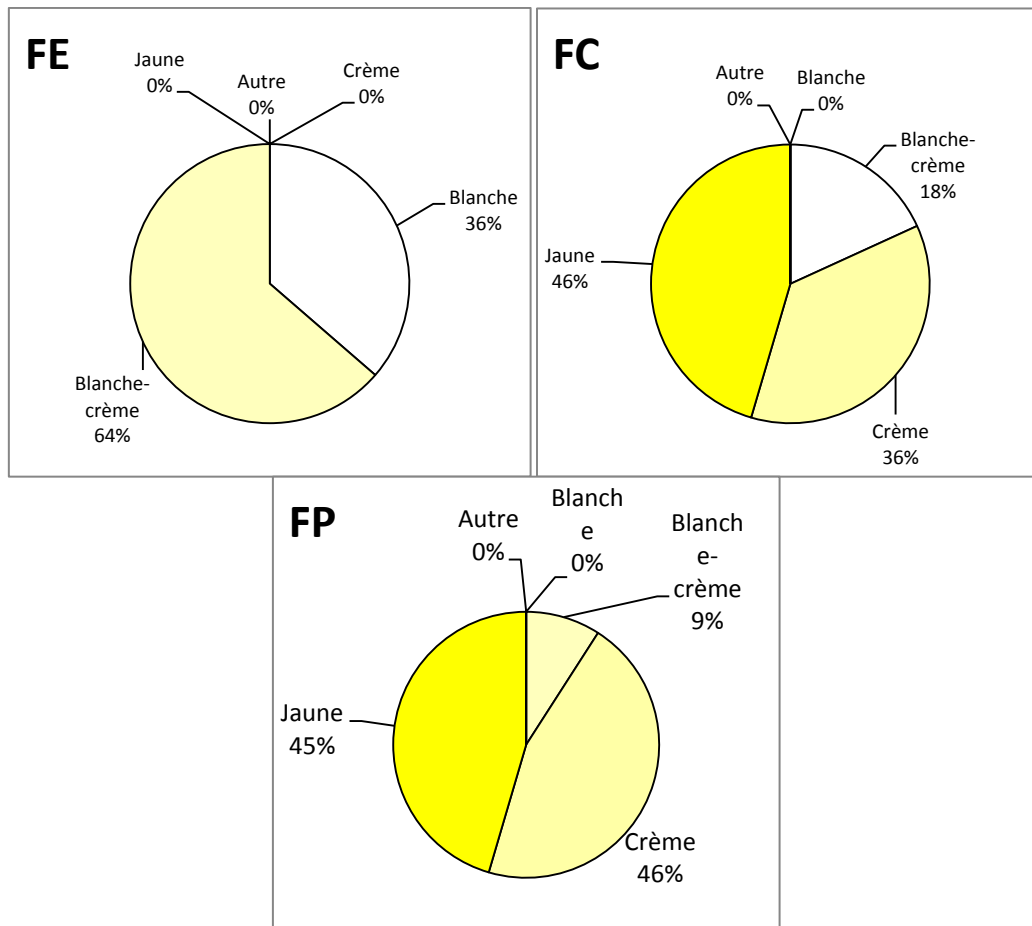 FE
Jaune
0%
Autre
0%
Crème
0%
Blanche
36%
Blanche-
crème
64%
FC
Autre
0%
Blanche
0%
Blanche-
crème
18%
Jaune
46%
Crème
36%
FP
Autre
0%
Blanch
e
0%
Blanch
e-
crème
9%
Jaune
45%
Crème
46%